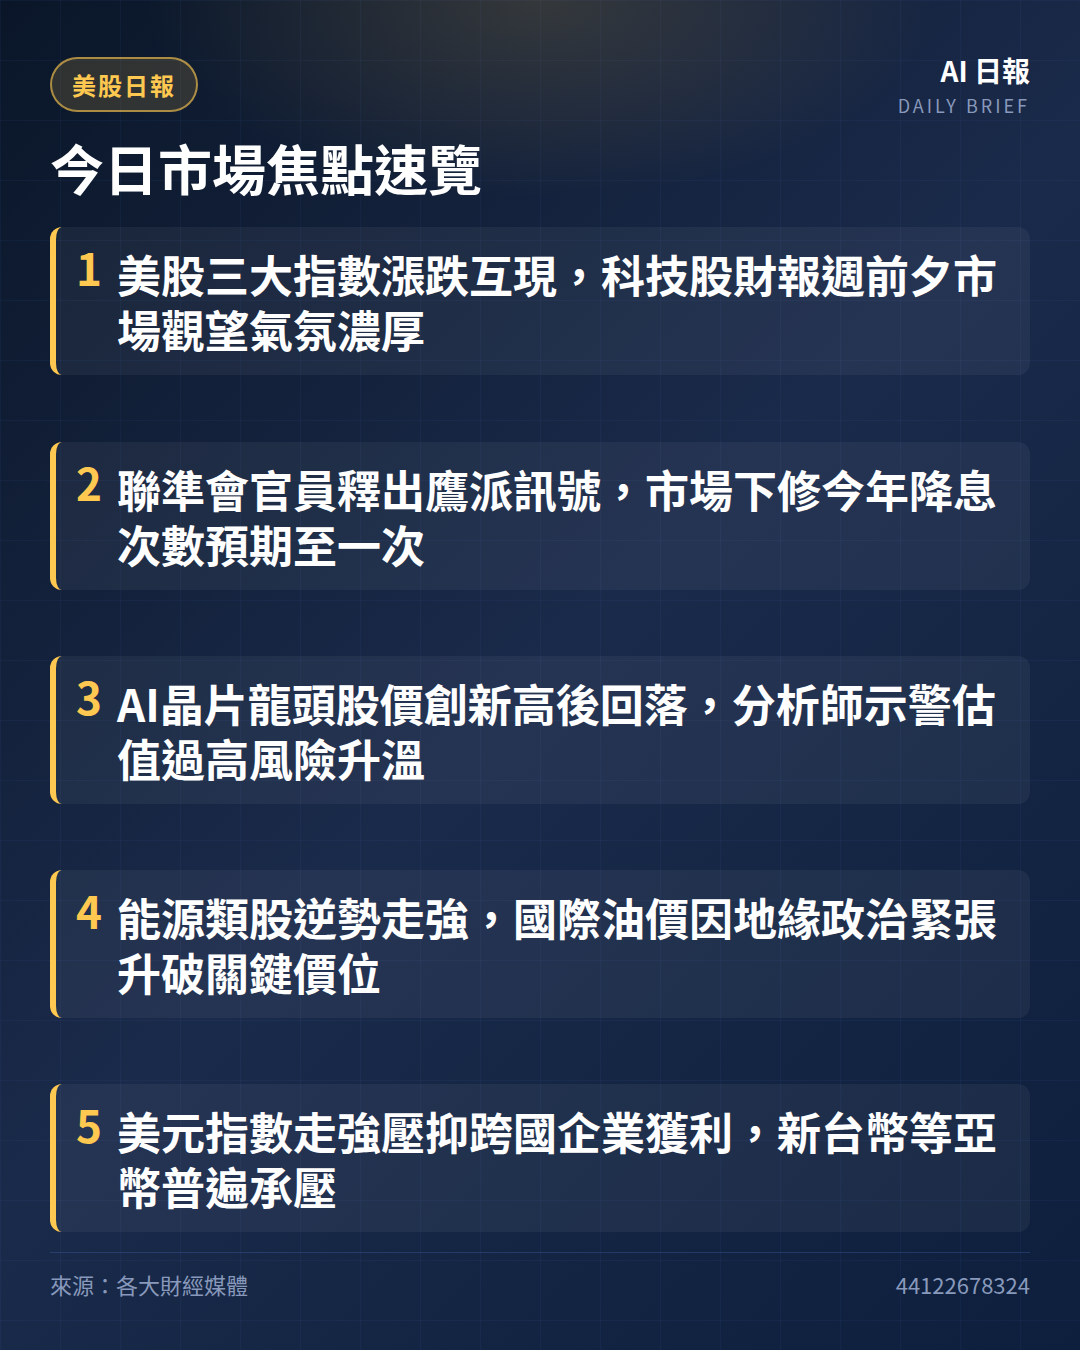 美股日報
AI 日報
DAILY BRIEF
今日市場焦點速覽
1 美股三大指數漲跌互現，科技股財報週前夕市
場觀望氣氛濃厚
2 聯準會官員釋出鷹派訊號，市場下修今年降息
次數預期至一次
3 AI晶片龍頭股價創新高後回落，分析師示警估
值過高風險升溫
4 能源類股逆勢走強，國際油價因地緣政治緊張
升破關鍵價位
5 美元指數走強壓抑跨國企業獲利，新台幣等亞
幣普遍承壓
來源：各大財經媒體
44122678324